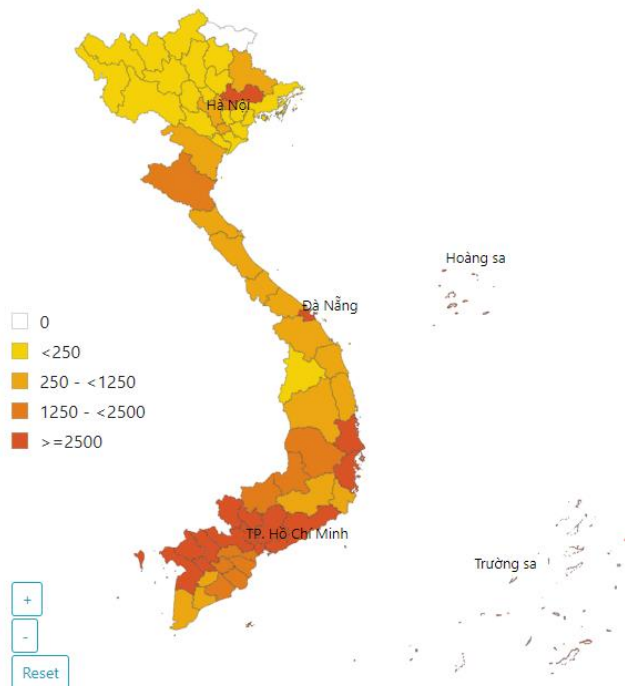 Hà Nội
Hoàng sa
Đà Nẵng
0
<250
250 - <1250
1250 - <2500
>=2500
TP. Hồ Chí Minh
Trường sa
+
-
Reset